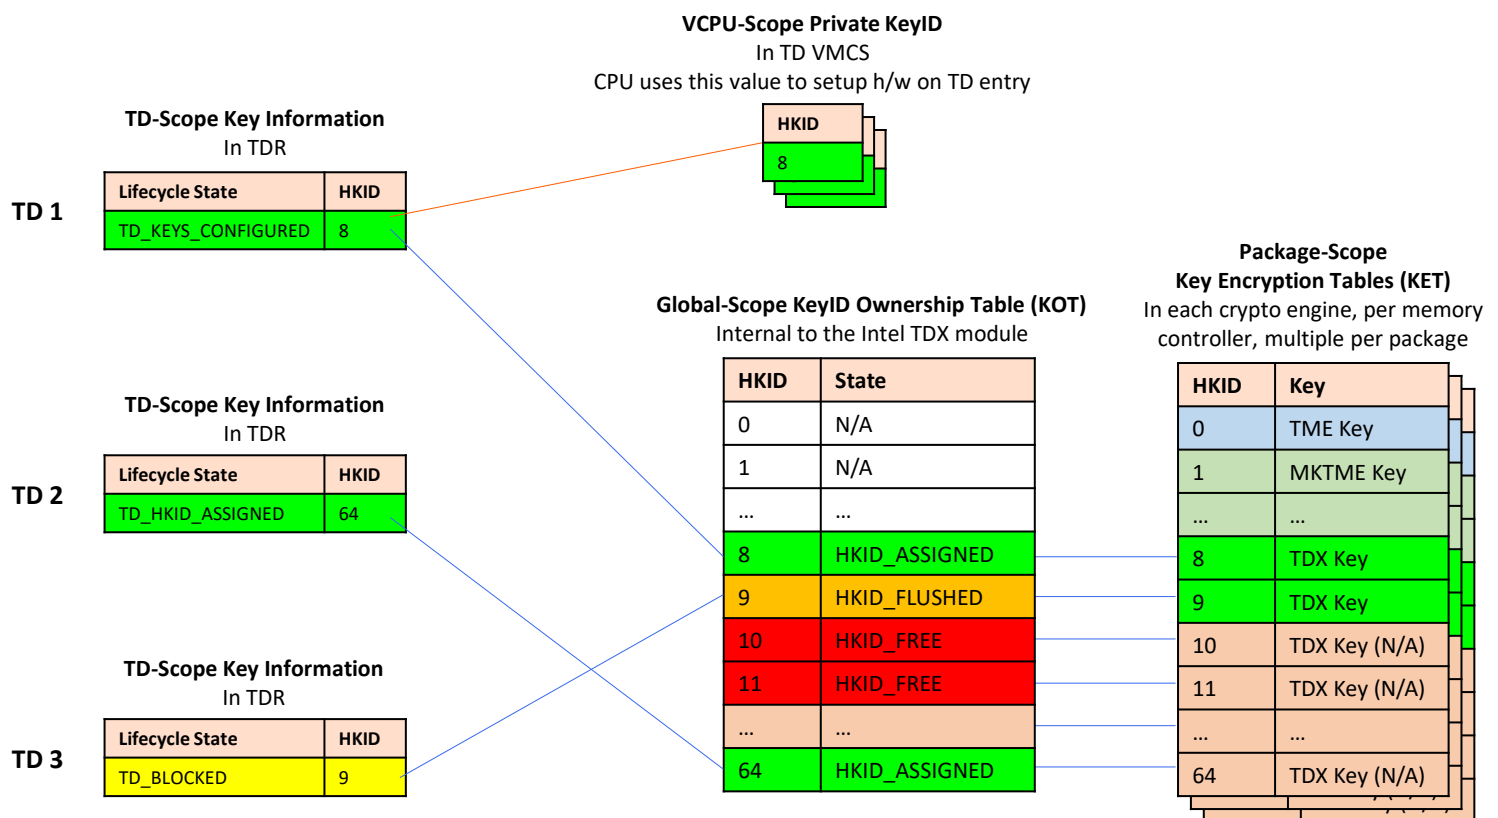 VCPU-Scope Private KeyID
In TD VMCS
CPU uses this value to setup h/w on TD entry
HKID
8
TD-Scope Key Information
In TDR
Lifecycle State HKID
TD 1
TD_KEYS_CONFIGURED 8
TD-Scope Key Information
In TDR
Lifecycle State HKID
TD 2
TD_HKID_ASSIGNED 64
TD-Scope Key Information
In TDR
Lifecycle State HKID
TD 3
TD_BLOCKED 9
Global-Scope KeyID Ownership Table (KOT)
Internal to the Intel TDX module
HKID State
0 N/A
1 N/A
... ...
8 HKID_ASSIGNED
9 HKID_FLUSHED
10 HKID_FREE
11 HKID_FREE
... ...
64 HKID_ASSIGNED
Package-Scope
Key Encryption Tables (KET)
In each crypto engine, per memory
controller, multiple per package
HKID Key
0 TME Key
1 MKTME Key
... ...
8 TDX Key
9 TDX Key
10 TDX Key (N/A)
11 TDX Key (N/A)
... ...
64 TDX Key (N/A)